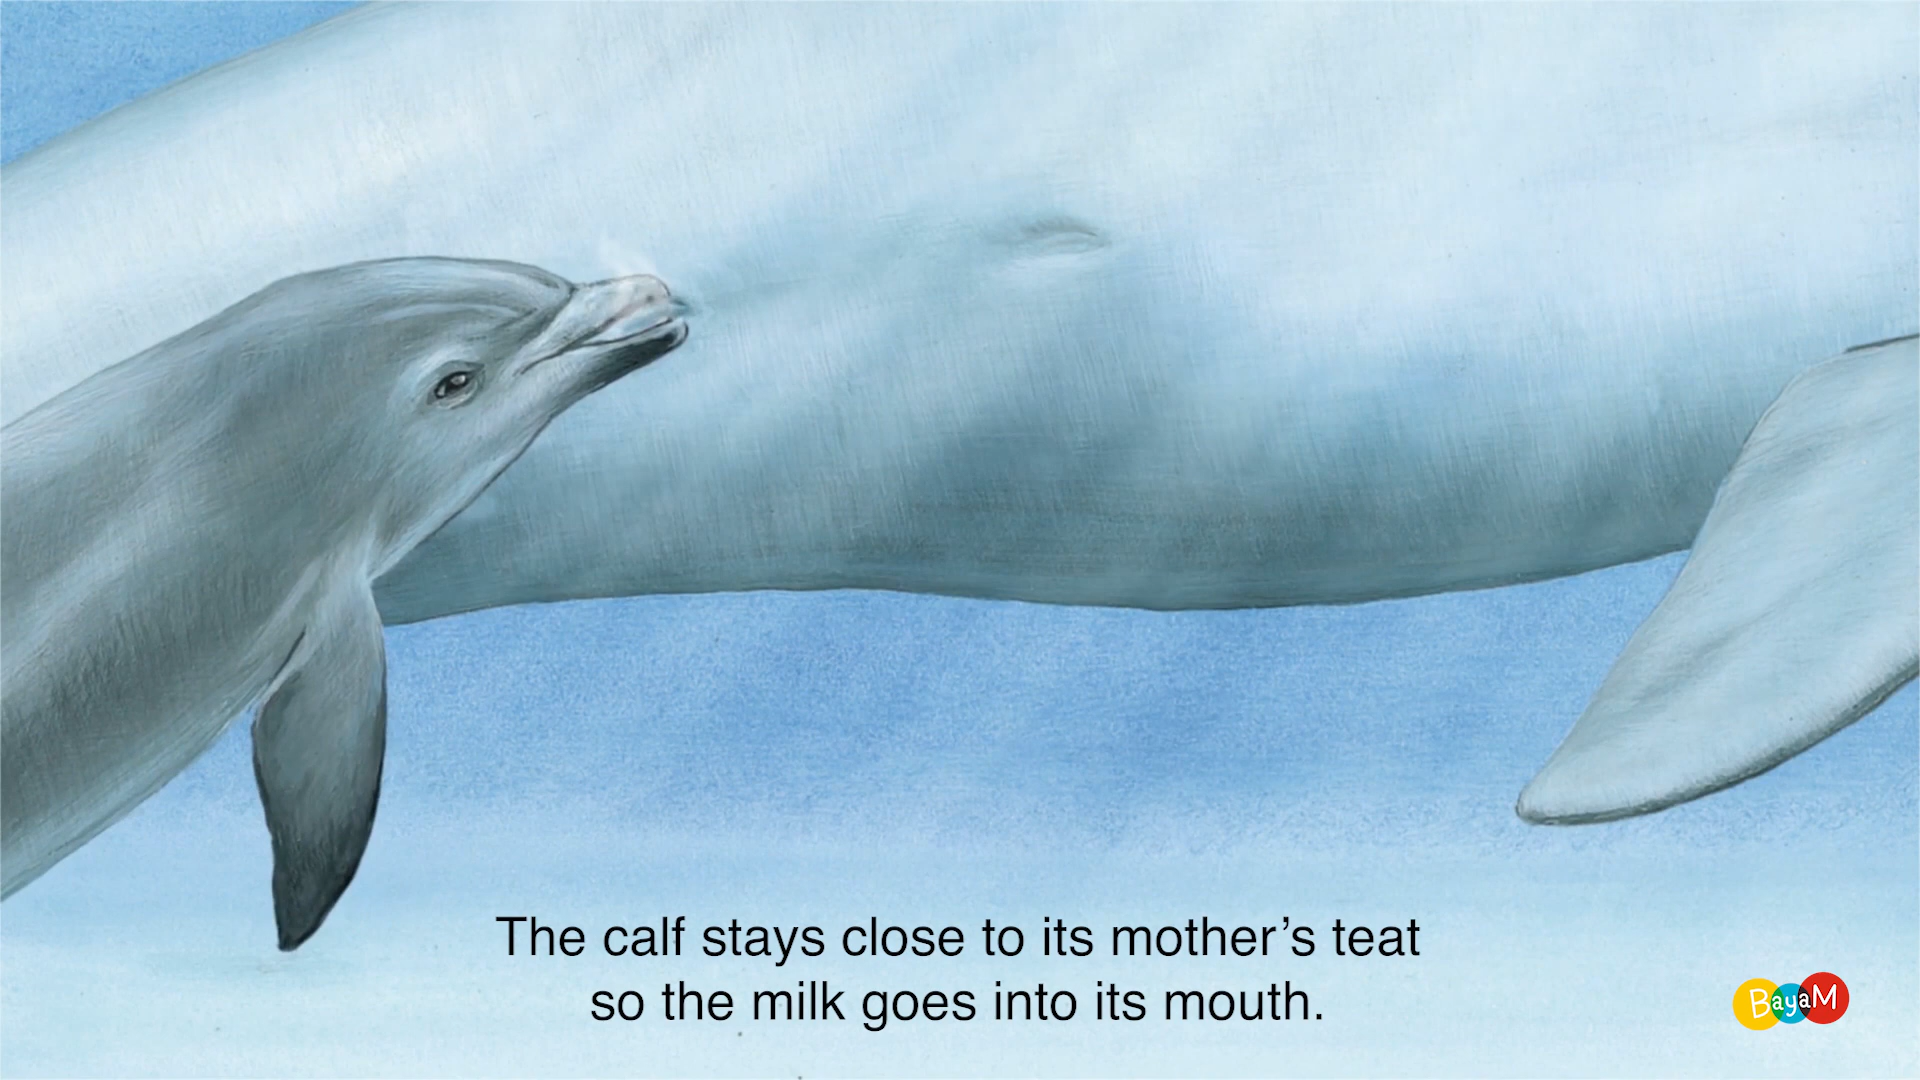 The calf stays close to its mother's teat
so the milk goes into its mouth.
BayaM